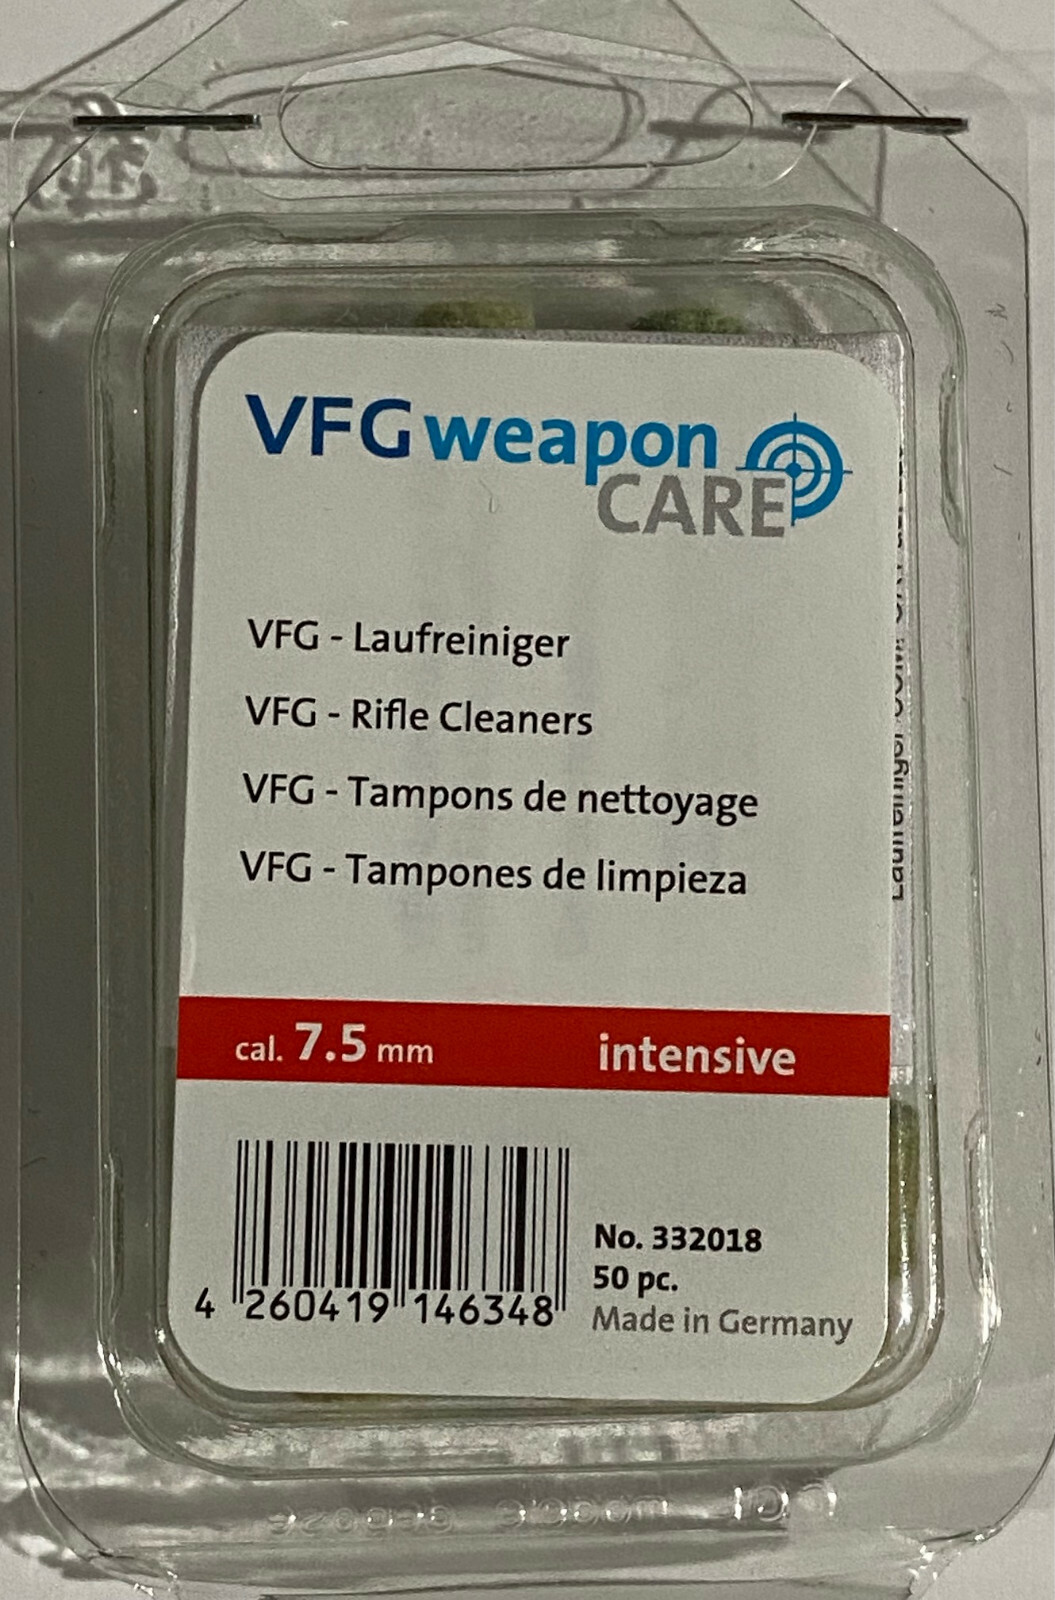 VFG weapon
CARE
VFG - Laufreiniger
VFG - Rifle Cleaners
VFG - Tampons de nettoyage
VFG - Tampones de limpieza
cal. 7.5 mm intensive
No. 332018
50 pc.
Made in Germany
4 260419 146348
Laufreiniger